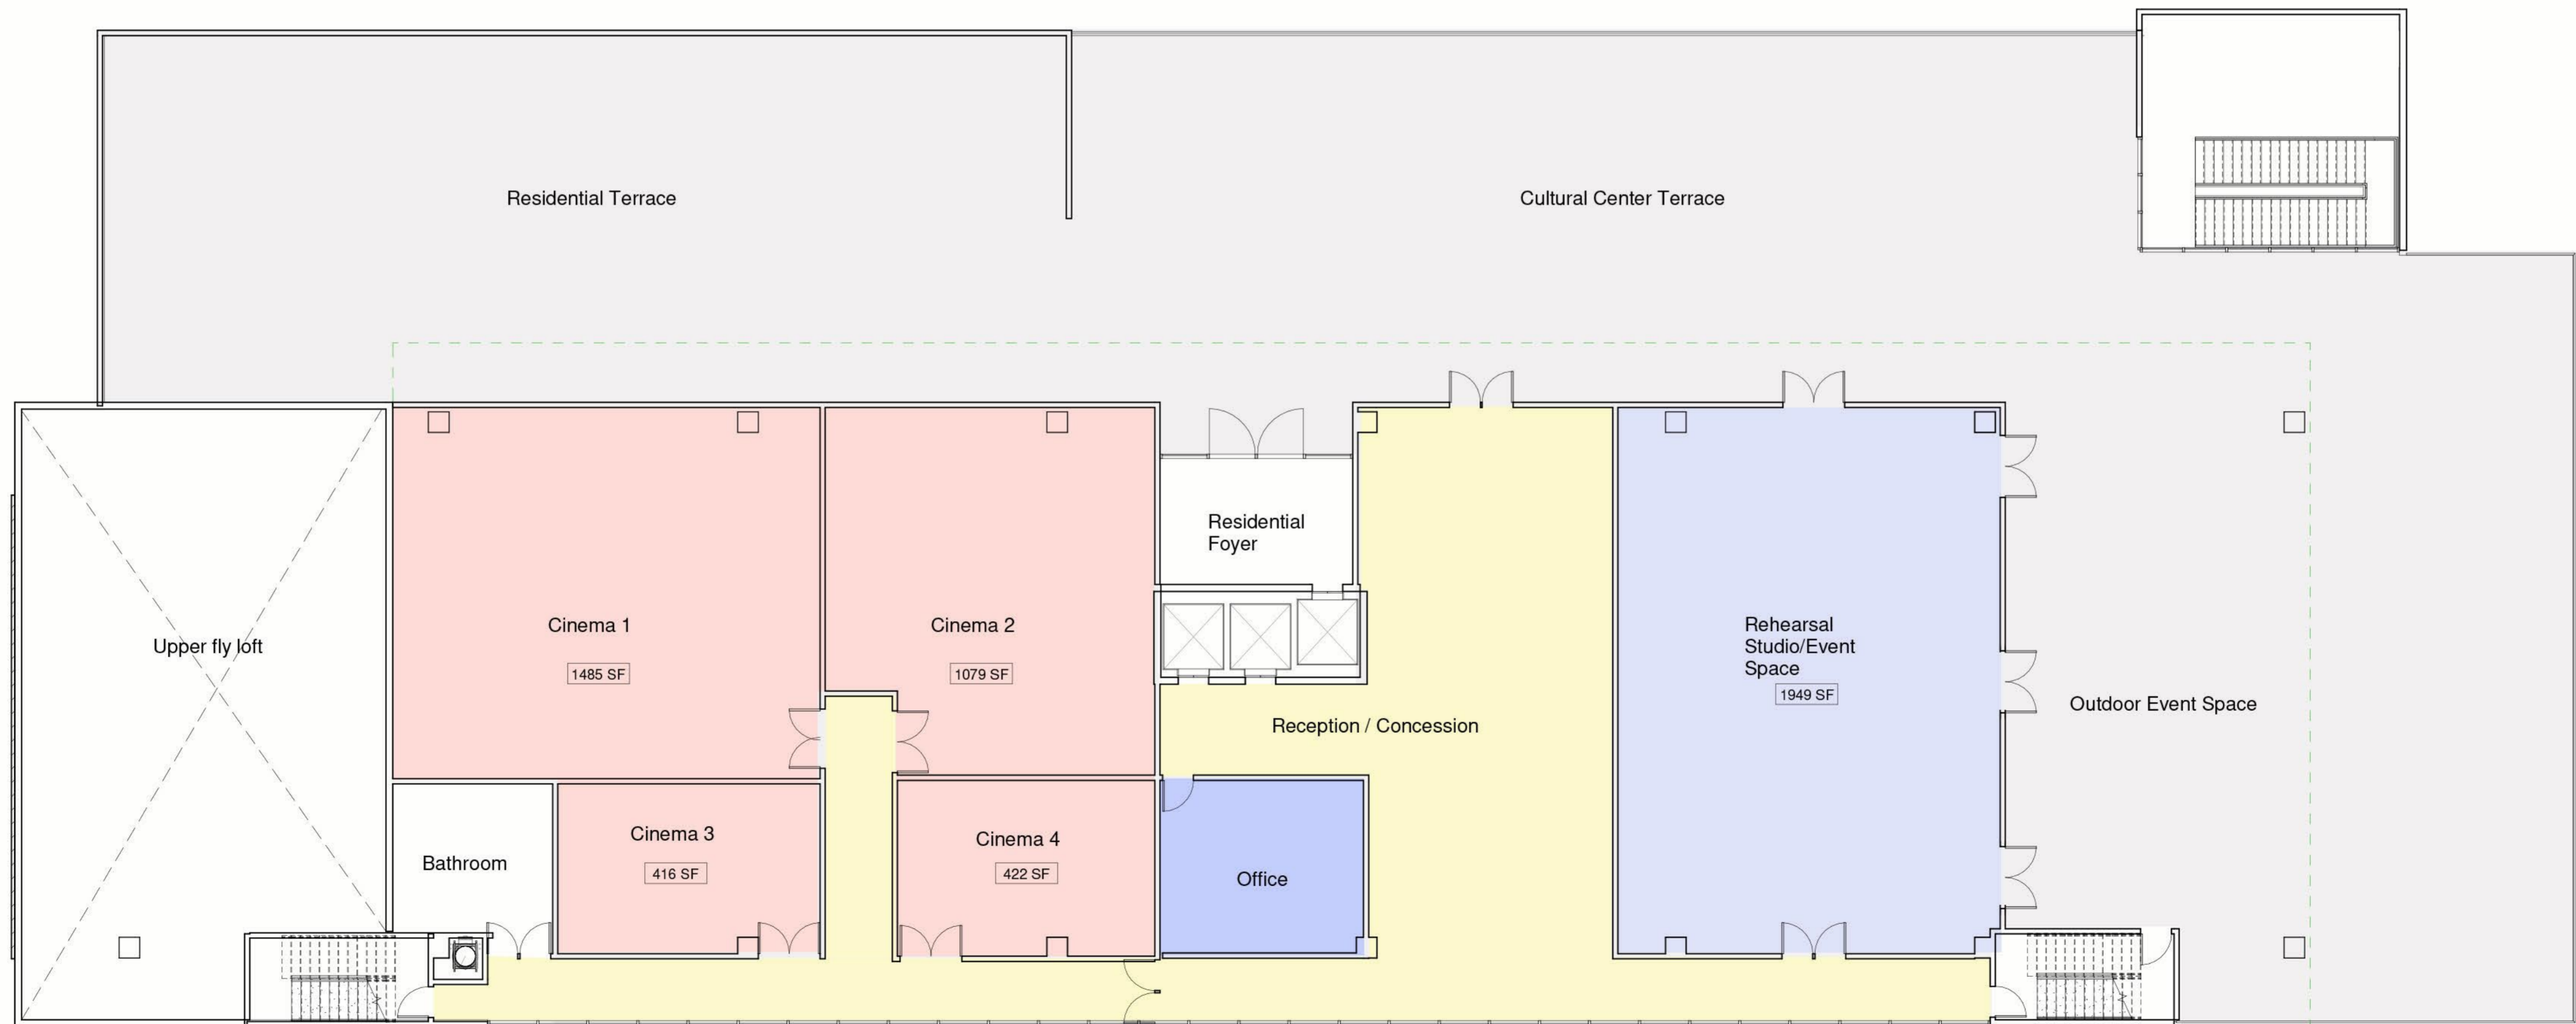 Residential Terrace
Cultural Center Terrace
Residential
Foyer
Cinema 1
1485 SF
Cinema 2
1079 SF
Upper fly loft
Rehearsal
Studio/Event
Space
1949 SF
Outdoor Event Space
Reception / Concession
Cinema 3
416 SF
Cinema 4
422 SF
Bathroom
Office